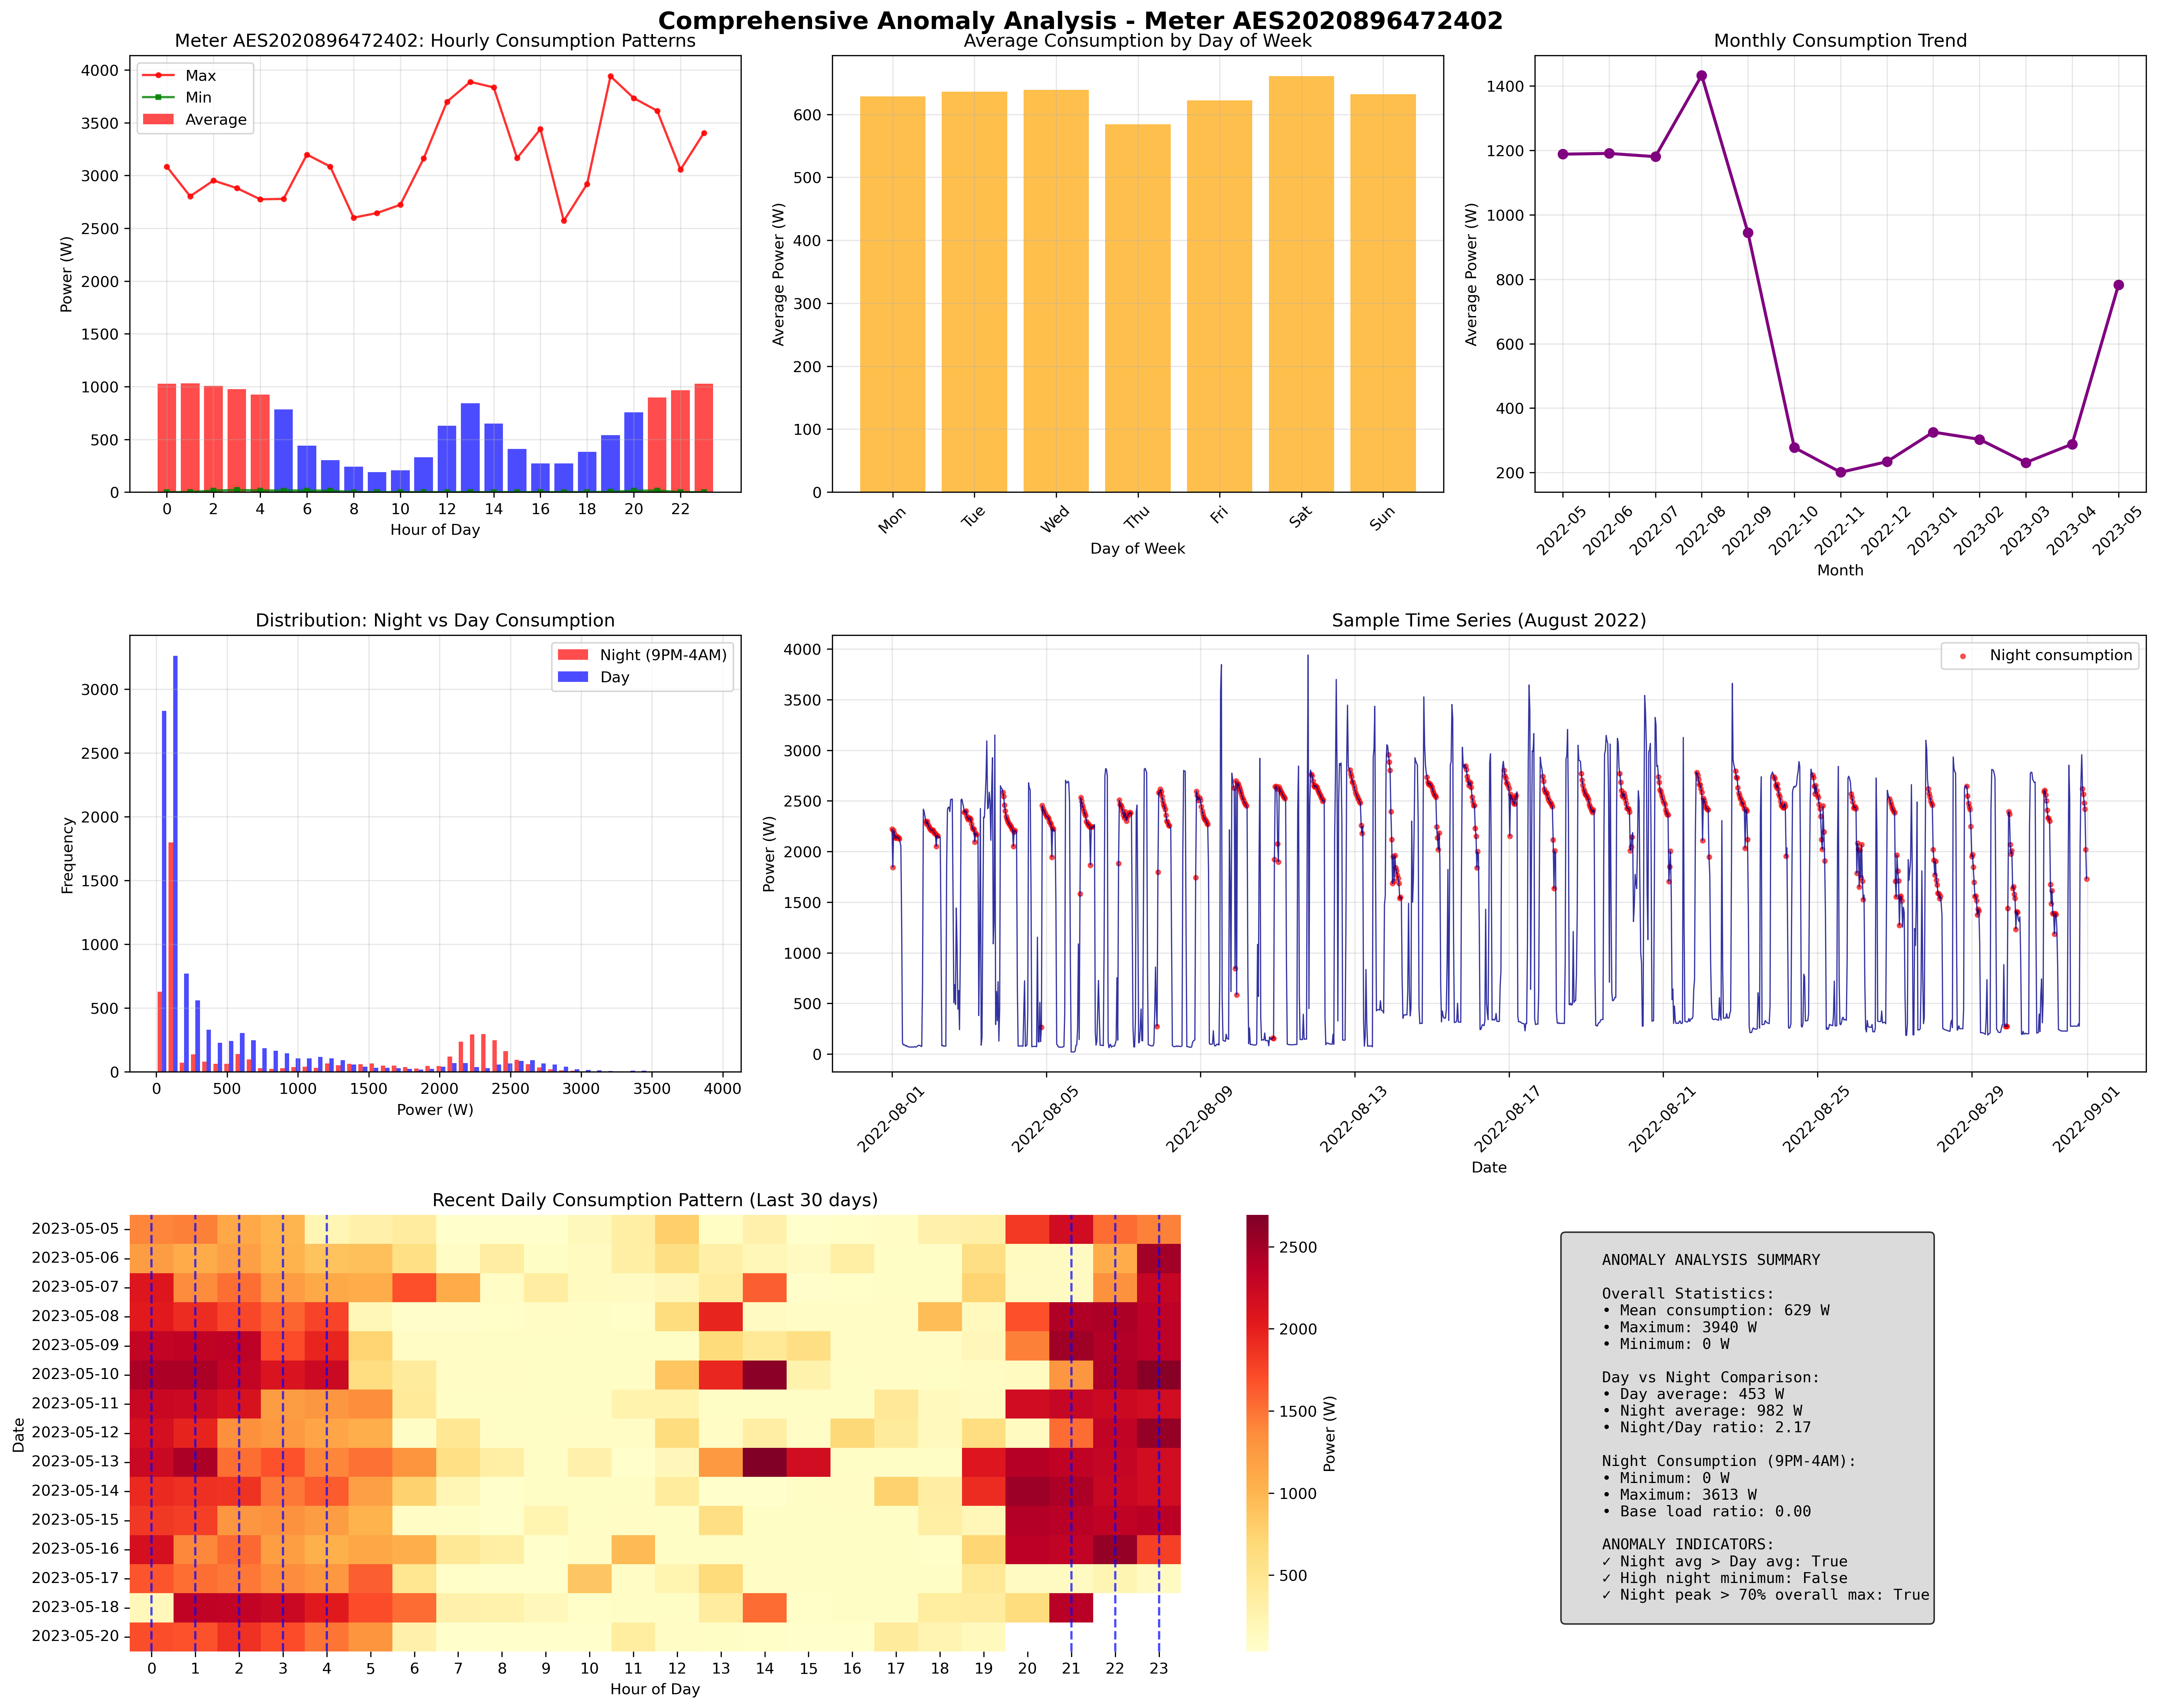 Comprehensive Anomaly Analysis - Meter AES2020896472402
Meter AES2020896472402: Hourly Consumption Patterns
Max
Min
Average
4000
3500
3000
2500
2000
1500
1000
500
0
Power (W)
0 2 4 6 8 10 12 14 16 18 20 22
Hour of Day
Average Consumption by Day of Week
600
500
400
300
200
100
0
Average Power (W)
Mon Tue Wed Thu Fri Sat Sun
Day of Week
Monthly Consumption Trend
1400
1200
1000
800
600
400
200
Average Power (W)
2022-05 2022-06 2022-07 2022-08 2022-09 2022-10 2022-11 2022-12 2023-01 2023-02 2023-03 2023-04 2023-05
Month
Distribution: Night vs Day Consumption
Night (9PM-4AM)
Day
3000
2500
2000
1500
1000
500
0
Frequency
0 500 1000 1500 2000 2500 3000 3500 4000
Power (W)
Sample Time Series (August 2022)
Night consumption
4000
3500
3000
2500
2000
1500
1000
500
0
Power (W)
2022-08-01 2022-08-05 2022-08-09 2022-08-13 2022-08-17 2022-08-21 2022-08-25 2022-08-29 2022-09-01
Date
Recent Daily Consumption Pattern (Last 30 days)
2023-05-05
2023-05-06
2023-05-07
2023-05-08
2023-05-09
2023-05-10
2023-05-11
2023-05-12
2023-05-13
2023-05-14
2023-05-15
2023-05-16
2023-05-17
2023-05-18
2023-05-20
Date
0 1 2 3 4 5 6 7 8 9 10 11 12 13 14 15 16 17 18 19 20 21 22 23
Hour of Day
2500
2000
1500
1000
500
Power (W)
ANOMALY ANALYSIS SUMMARY
Overall Statistics:
• Mean consumption: 629 W
• Maximum: 3940 W
• Minimum: 0 W
Day vs Night Comparison:
• Day average: 453 W
• Night average: 982 W
• Night/Day ratio: 2.17
Night Consumption (9PM-4AM):
• Minimum: 0 W
• Maximum: 3613 W
• Base load ratio: 0.00
ANOMALY INDICATORS:
✓ Night avg > Day avg: True
✓ High night minimum: False
✓ Night peak > 70% overall max: True